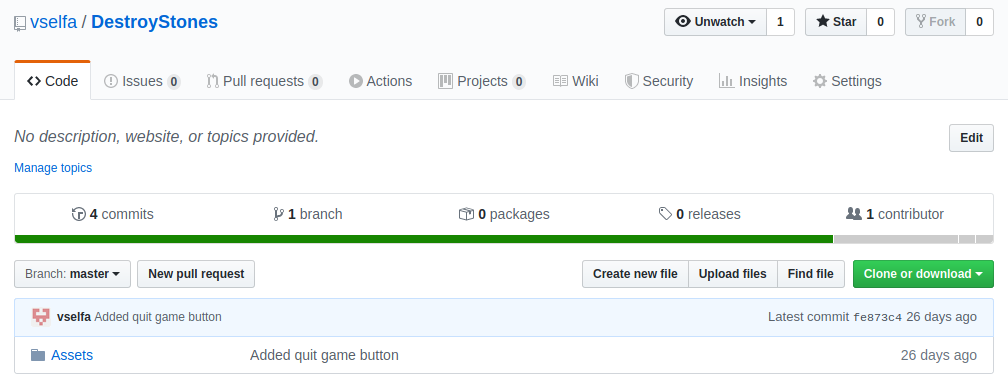 vselfa / DestroyStones Unwatch 1 Star 0 Fork 0
Code Issues 0 Pull requests 0 Actions Projects 0 Wiki Security Insights Settings
No description, website, or topics provided. Edit
Manage topics
4 commits 1 branch 0 packages 0 releases 1 contributor
Branch: master New pull request Create new file Upload files Find file Clone or download
vselfa Added quit game button Latest commit fe873c4 26 days ago
Assets Added quit game button 26 days ago